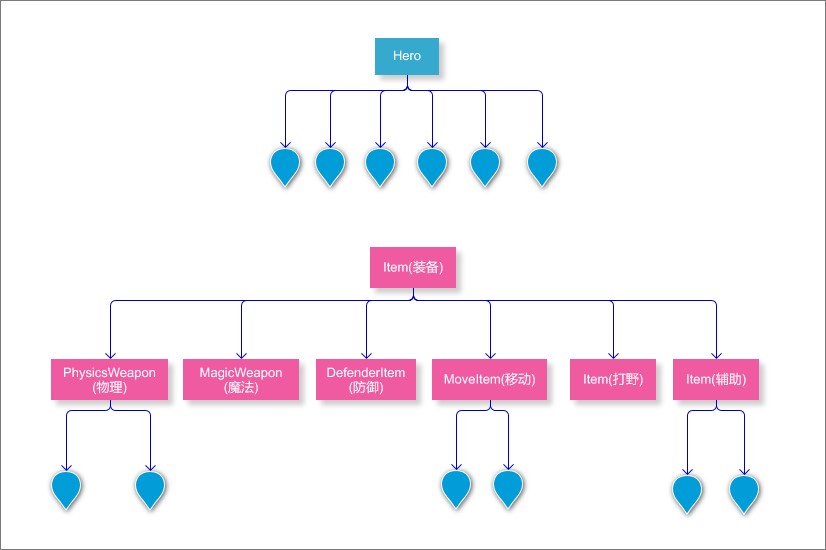 Hero
Item(装备)
PhysicsWeapon
(物理)
MagicWeapon
(魔法)
DefenderItem
(防御)
MoveItem(移动)
Item(打野)
Item(辅助)